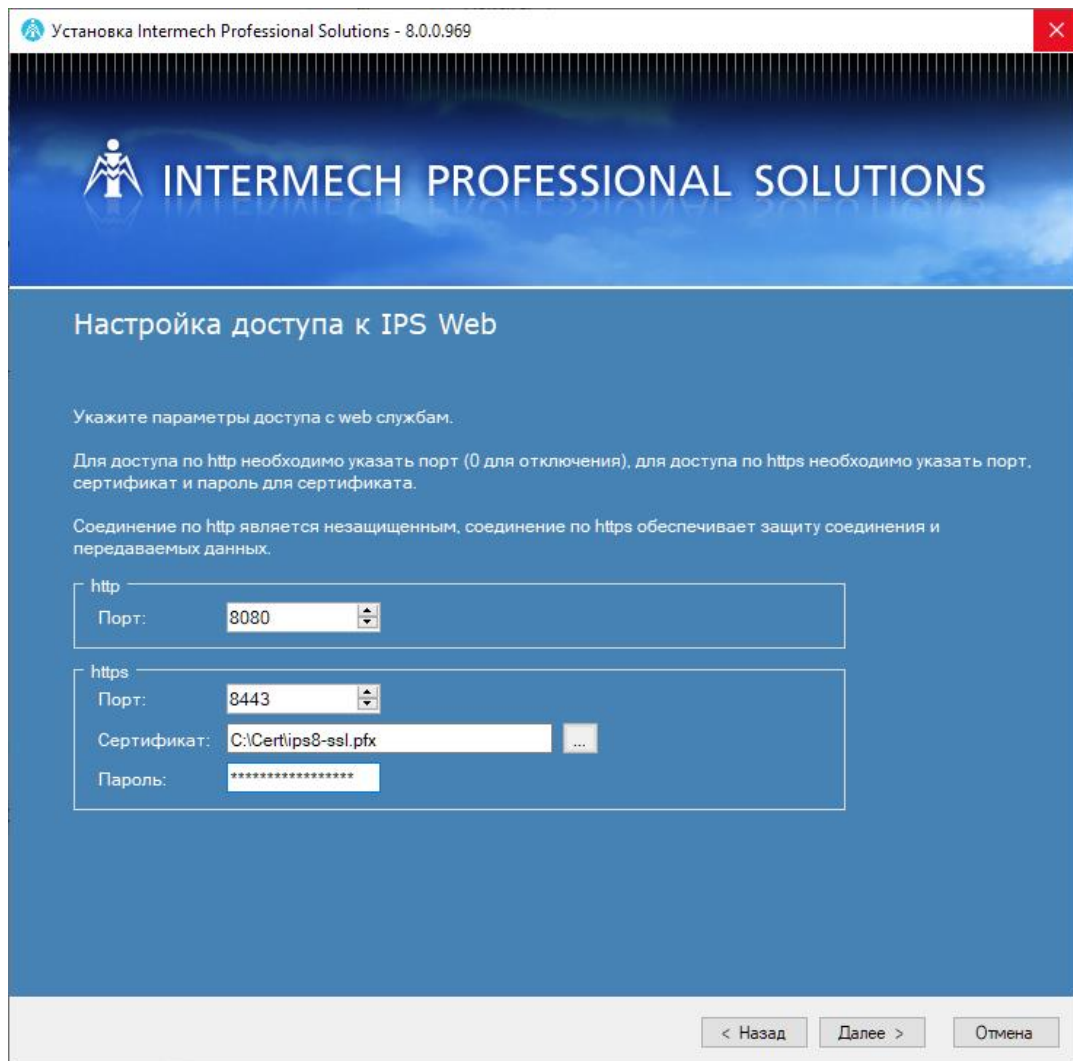 Установка Intermech Professional Solutions - 8.0.0.969
INTERMECH PROFESSIONAL SOLUTIONS
Настройка доступа к IPS Web
Укажите параметры доступа с web службам.
Для доступа по http необходимо указать порт (0 для отключения), для доступа по https необходимо указать порт,
сертификат и пароль для сертификата.
Соединение по http является незащищенным, соединение по https обеспечивает защиту соединения и
передаваемых данных.
http
Порт: 8080
https
Порт: 8443
Сертификат: C:\Cert\ips8-ssl.pfx ...
Пароль: *****************
< Назад Далее > Отмена